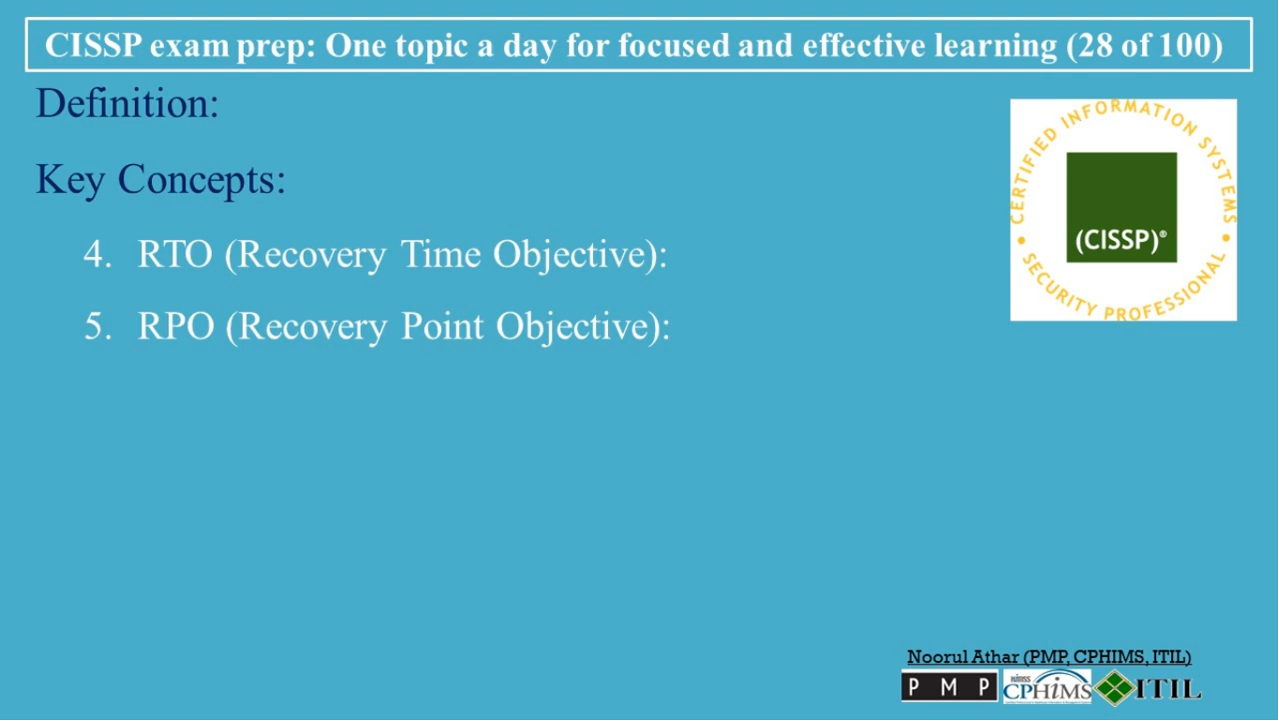 CISSP exam prep: One topic a day for focused and effective learning (28 of 100)
Definition:
Key Concepts:
4. RTO (Recovery Time Objective):
5. RPO (Recovery Point Objective):
CERTIFIED INFORMATION SYSTEMS
(CISSP)®
• SECURITY PROFESSIONAL •
Noorul Athar (PMP, CPHIMS, ITIL)
PMP
HIMSS
CPHIMS
ITIL